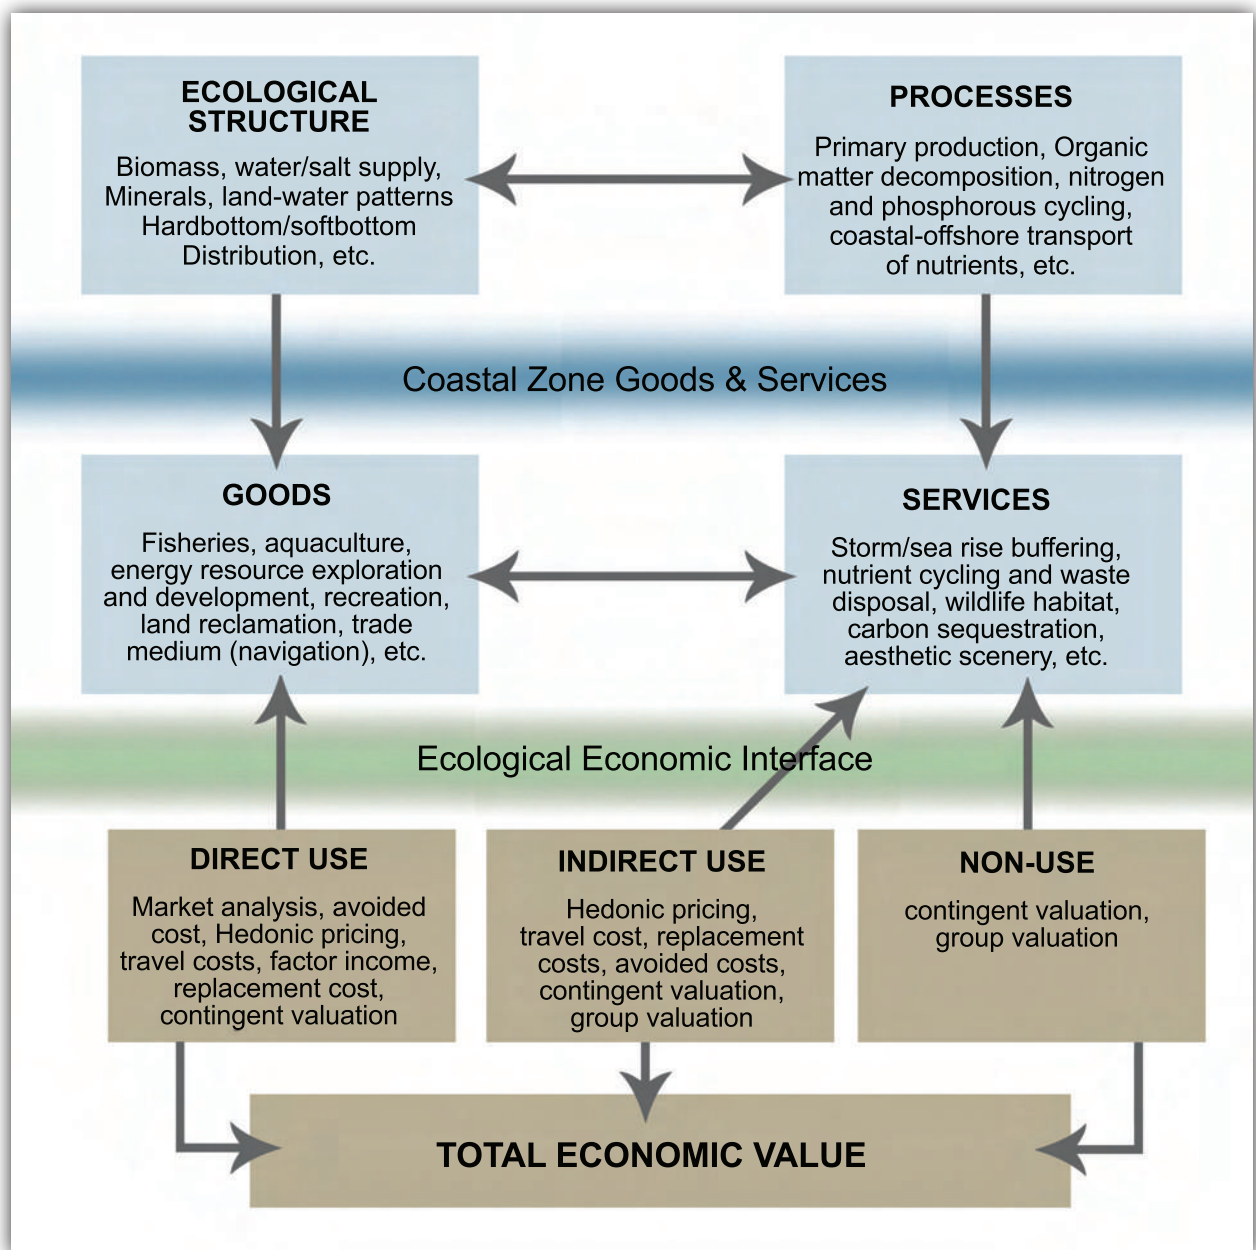 ECOLOGICAL
STRUCTURE
Biomass, water/salt supply,
Minerals, land-water patterns
Hardbottom/softbottom
Distribution, etc.
PROCESSES
Primary production, Organic
matter decomposition, nitrogen
and phosphorous cycling,
coastal-offshore transport
of nutrients, etc.
Coastal Zone Goods & Services
GOODS
Fisheries, aquaculture,
energy resource exploration
and development, recreation,
land reclamation, trade
medium (navigation), etc.
SERVICES
Storm/sea rise buffering,
nutrient cycling and waste
disposal, wildlife habitat,
carbon sequestration,
aesthetic scenery, etc.
Ecological Economic Interface
DIRECT USE
Market analysis, avoided
cost, Hedonic pricing,
travel costs, factor income,
replacement cost,
contingent valuation
INDIRECT USE
Hedonic pricing,
travel cost, replacement
costs, avoided costs,
contingent valuation,
group valuation
NON-USE
contingent valuation,
group valuation
TOTAL ECONOMIC VALUE